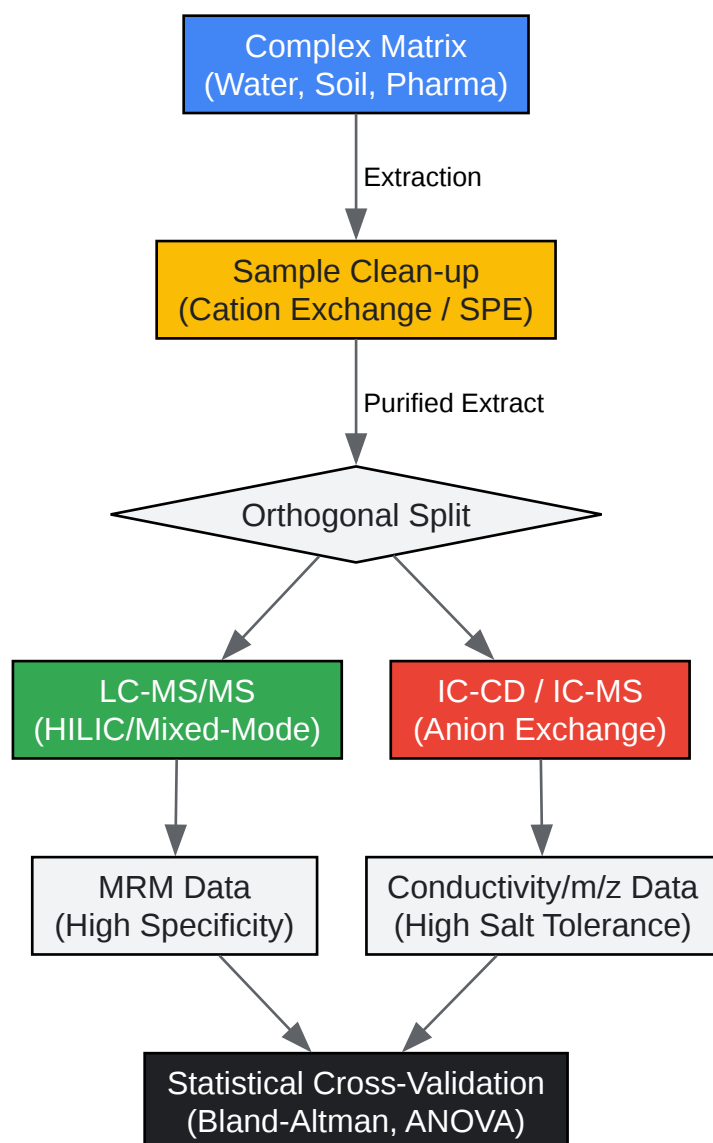 Complex Matrix
(Water, Soil, Pharma)
Extraction
Sample Clean-up
(Cation Exchange / SPE)
Purified Extract
Orthogonal Split
LC-MS/MS
(HILIC/Mixed-Mode)
IC-CD / IC-MS
(Anion Exchange)
MRM Data
(High Specificity)
Conductivity/m/z Data
(High Salt Tolerance)
Statistical Cross-Validation
(Bland-Altman, ANOVA)